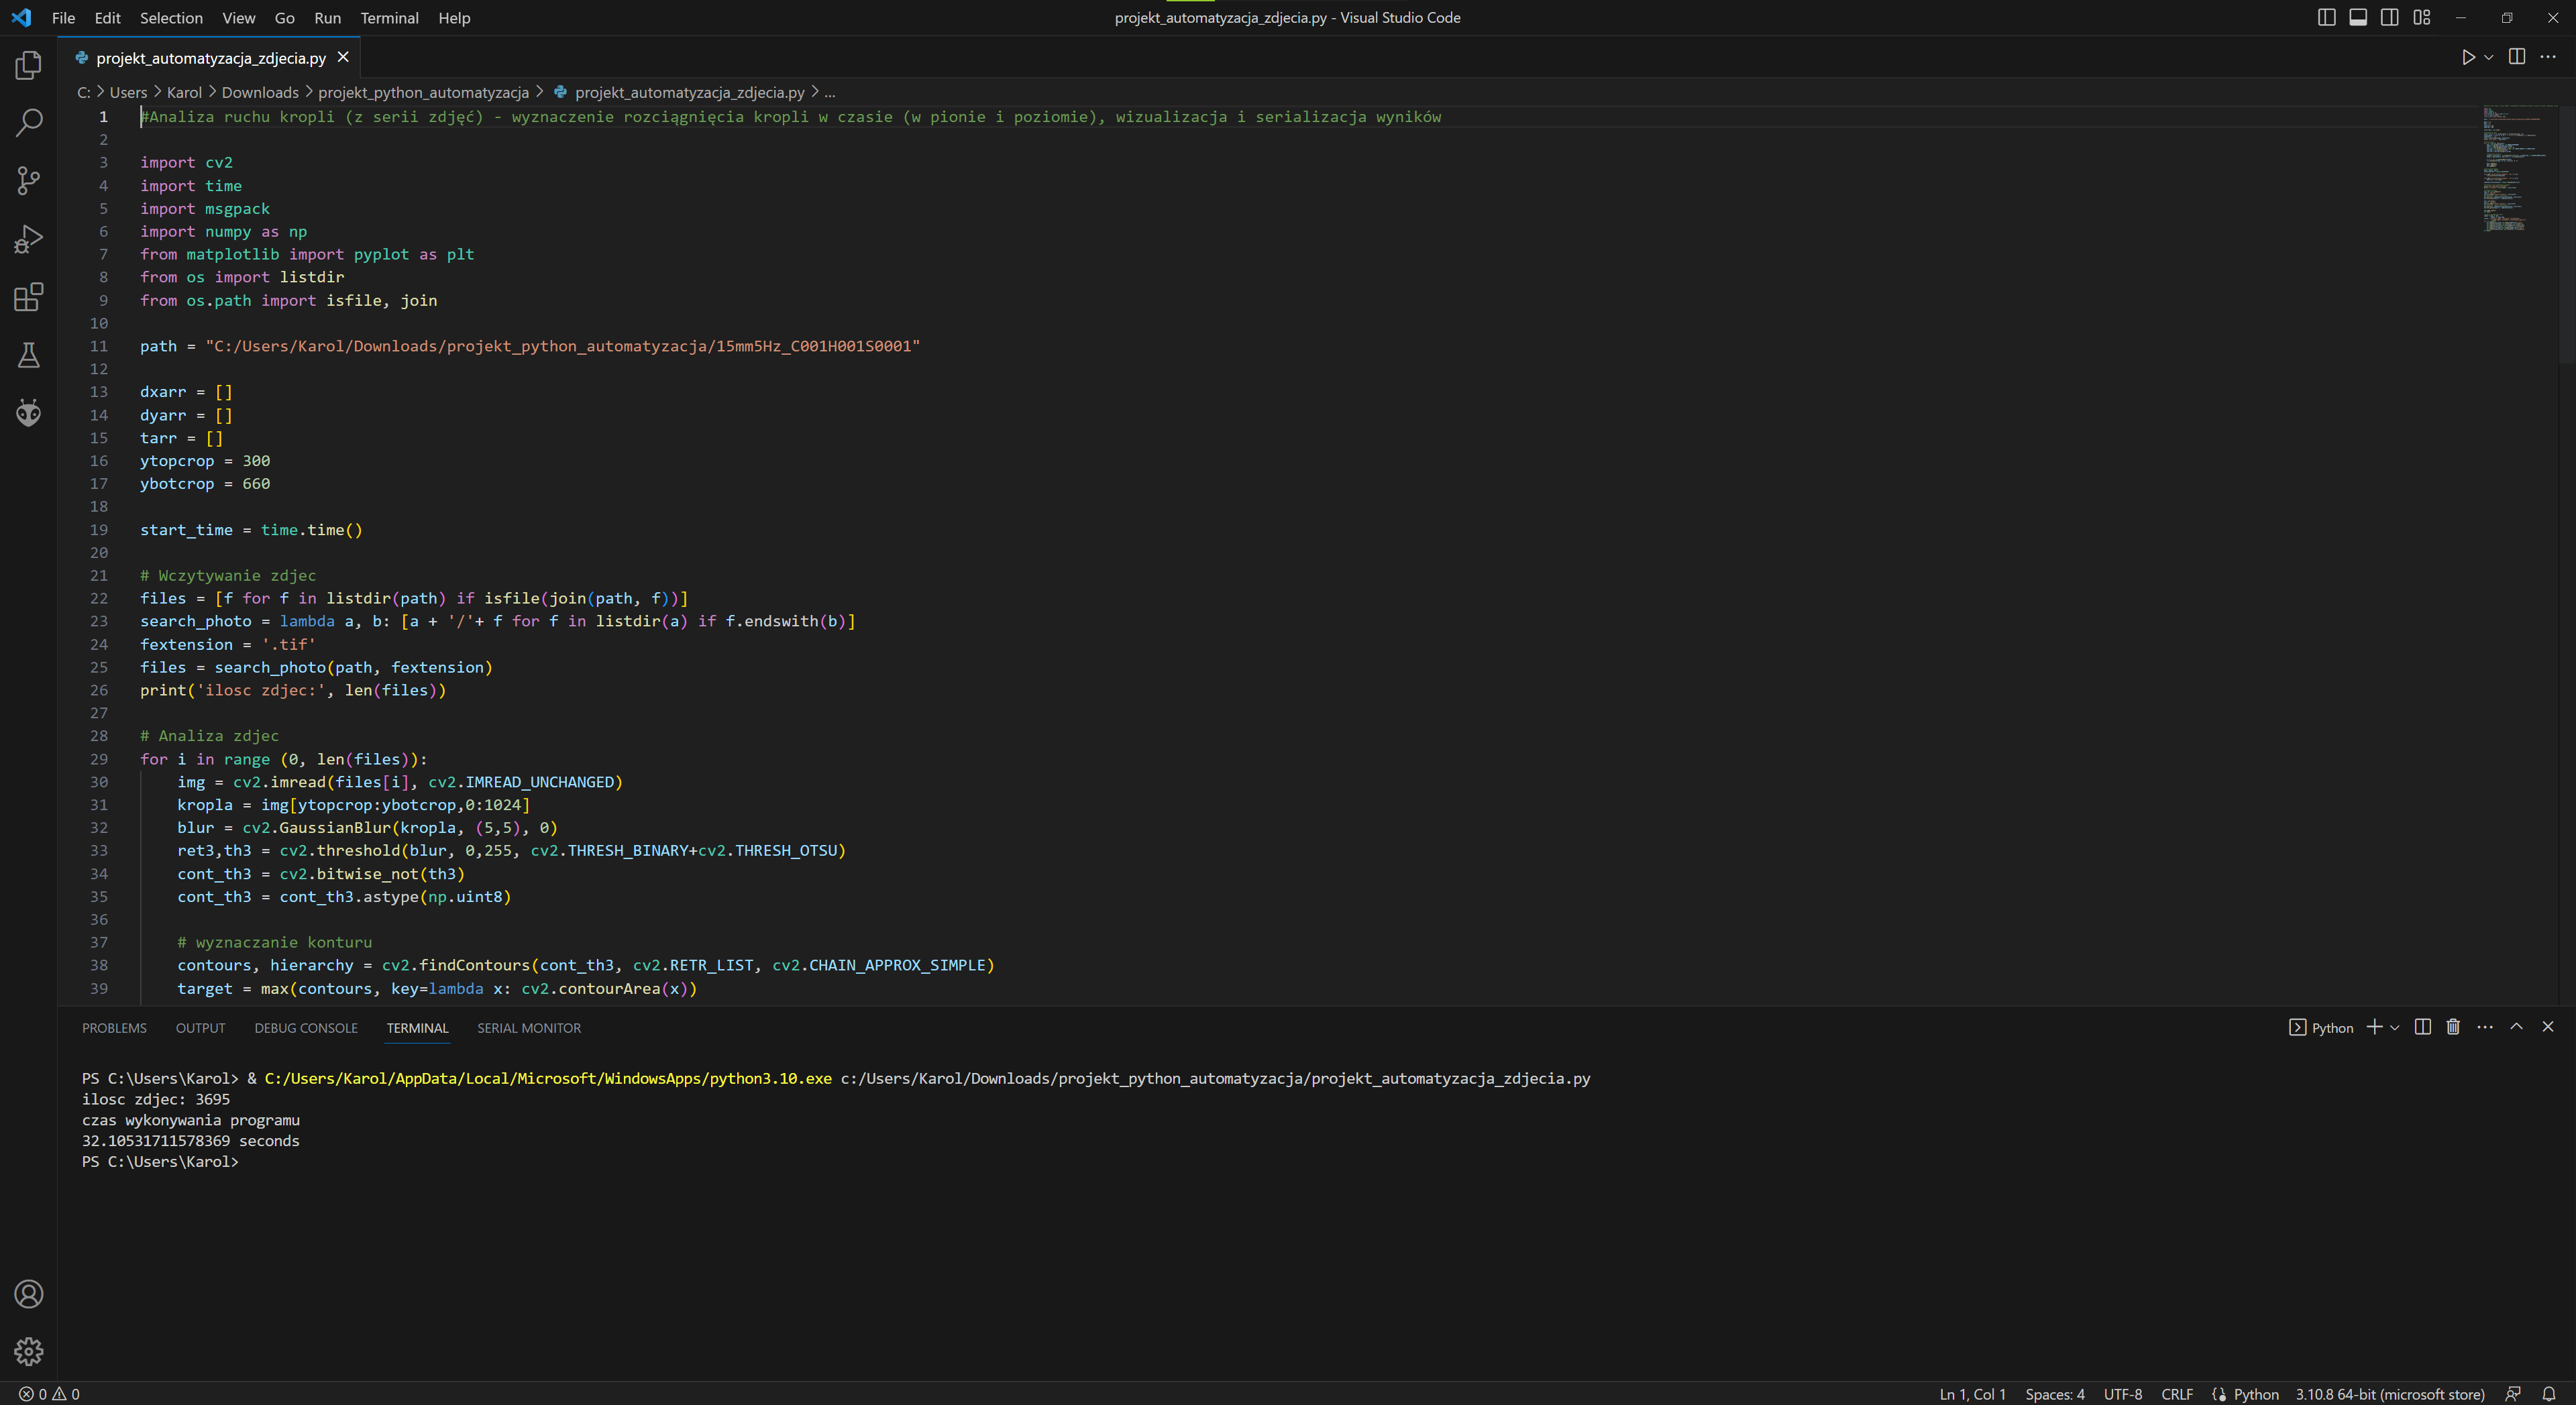 File Edit Selection View Go Run Terminal Help
projekt_automatyzacja_zdjecia.py - Visual Studio Code
projekt_automatyzacja_zdjecia.py
C: > Users > Karol > Downloads > projekt_python_automatyzacja > projekt_automatyzacja_zdjecia.py > ...
1 #Analiza ruchu kropli (z serii zdjęć) - wyznaczenie rozciągnięcia kropli w czasie (w pionie i poziomie), wizualizacja i serializacja wyników
2
3 import cv2
4 import time
5 import msgpack
6 import numpy as np
7 from matplotlib import pyplot as plt
8 from os import listdir
9 from os.path import isfile, join
10
11 path = "C:/Users/Karol/Downloads/projekt_python_automatyzacja/15mm5Hz_C001H001S0001"
12
13 dxarr = []
14 dyarr = []
15 tarr = []
16 ytopcrop = 300
17 ybotcrop = 660
18
19 start_time = time.time()
20
21 # Wczytywanie zdjec
22 files = [f for f in listdir(path) if isfile(join(path, f))]
23 search_photo = lambda a, b: [a + '/'+ f for f in listdir(a) if f.endswith(b)]
24 fextension = '.tif'
25 files = search_photo(path, fextension)
26 print('ilosc zdjec:', len(files))
27
28 # Analiza zdjec
29 for i in range (0, len(files)):
30     img = cv2.imread(files[i], cv2.IMREAD_UNCHANGED)
31     kropla = img[ytopcrop:ybotcrop,0:1024]
32     blur = cv2.GaussianBlur(kropla, (5,5), 0)
33     ret3,th3 = cv2.threshold(blur, 0,255, cv2.THRESH_BINARY+cv2.THRESH_OTSU)
34     cont_th3 = cv2.bitwise_not(th3)
35     cont_th3 = cont_th3.astype(np.uint8)
36
37     # wyznaczanie konturu
38     contours, hierarchy = cv2.findContours(cont_th3, cv2.RETR_LIST, cv2.CHAIN_APPROX_SIMPLE)
39     target = max(contours, key=lambda x: cv2.contourArea(x))
PROBLEMS OUTPUT DEBUG CONSOLE TERMINAL SERIAL MONITOR
Python
PS C:\Users\Karol> & C:/Users/Karol/AppData/Local/Microsoft/WindowsApps/python3.10.exe c:/Users/Karol/Downloads/projekt_python_automatyzacja/projekt_automatyzacja_zdjecia.py
ilosc zdjec: 3695
czas wykonywania programu
32.10531711578369 seconds
PS C:\Users\Karol>
0 0 Ln 1, Col 1 Spaces: 4 UTF-8 CRLF Python 3.10.8 64-bit (microsoft store)